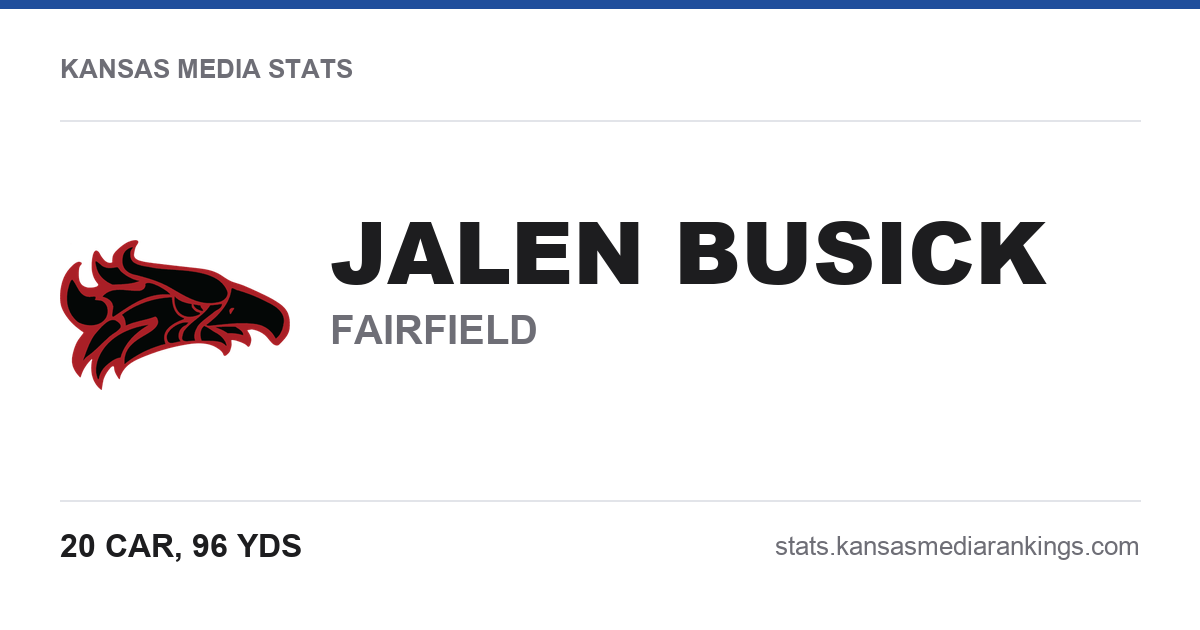 KANSAS MEDIA STATS
JALEN BUSICK
FAIRFIELD
20 CAR, 96 YDS
stats.kansasmediarankings.com